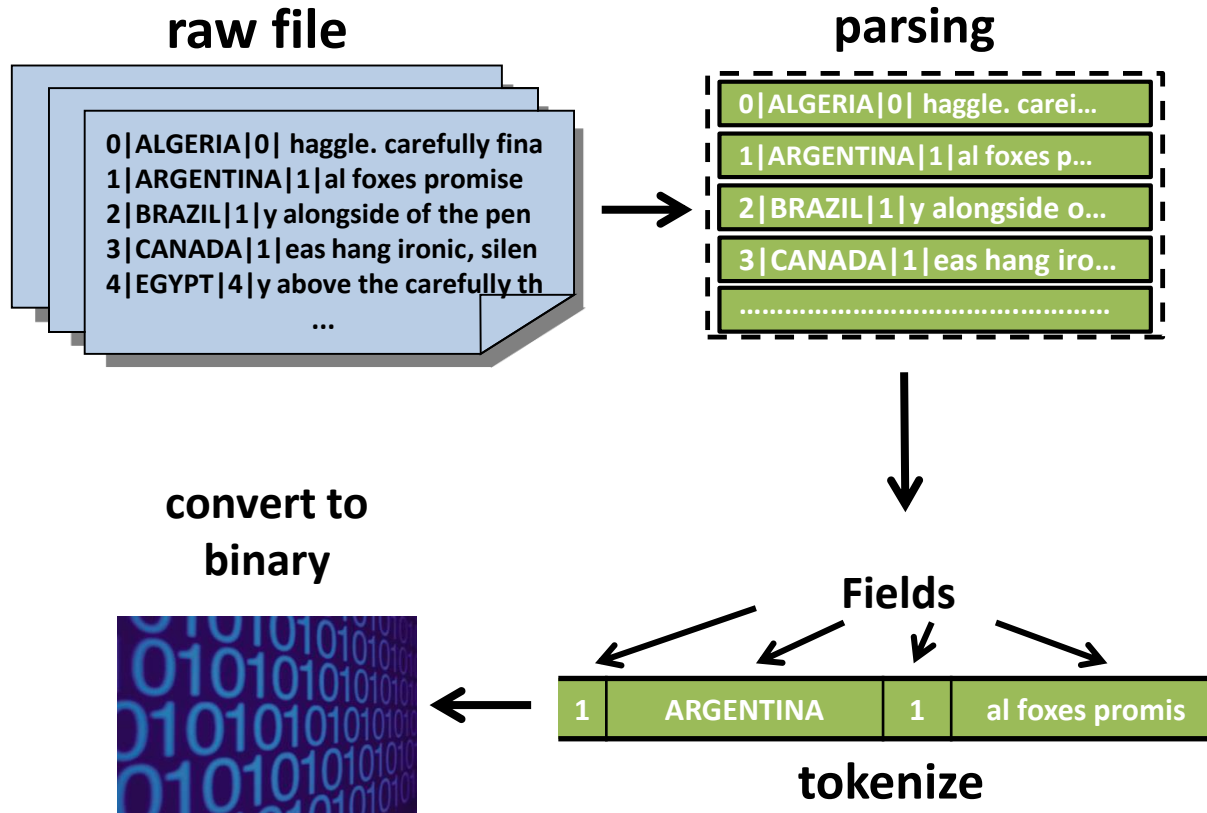 raw file
0|ALGERIA|0| haggle. carefully fina
1|ARGENTINA|1|al foxes promise
2|BRAZIL|1|y alongside of the pen
3|CANADA|1|eas hang ironic, silen
4|EGYPT|4|y above the carefully th
...
parsing
0|ALGERIA|0| haggle. carei...
1|ARGENTINA|1|al foxes p...
2|BRAZIL|1|y alongside o...
3|CANADA|1|eas hang iro...
……………………………….…………
Fields
1 ARGENTINA 1 al foxes promis
tokenize
convert to
binary